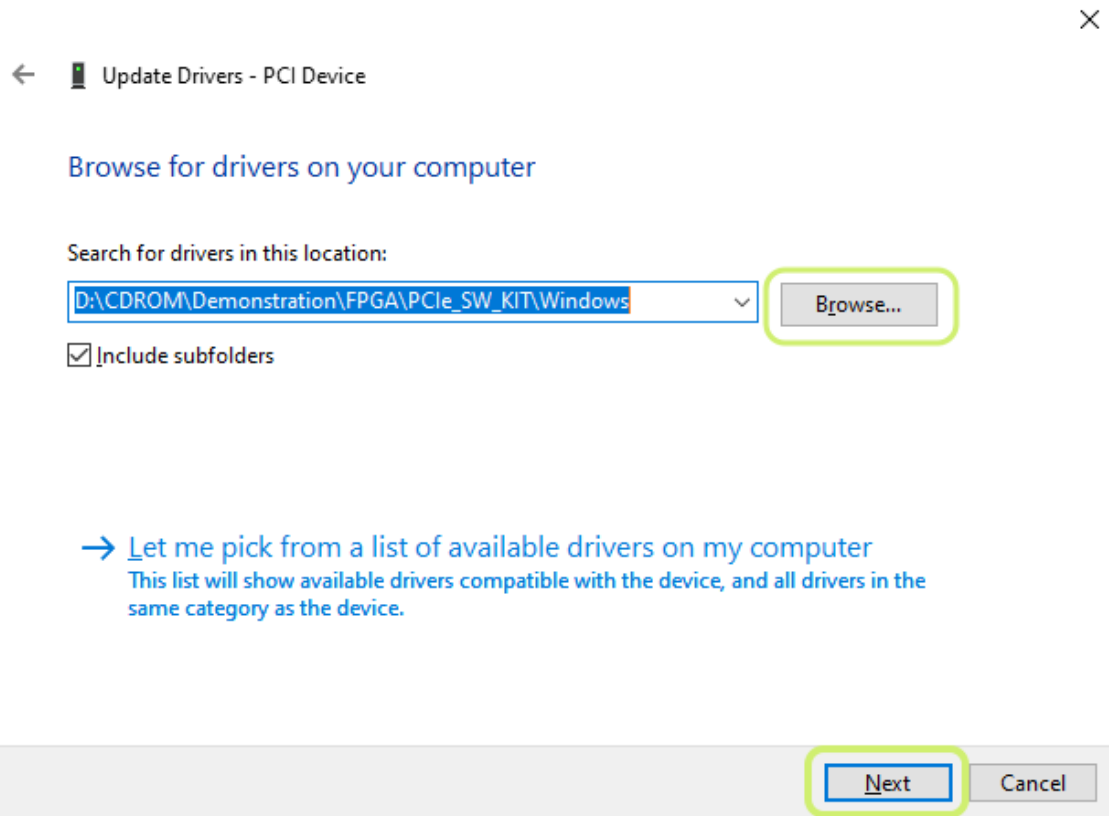 Update Drivers - PCI Device
Browse for drivers on your computer
Search for drivers in this location:
D:\CDROM\Demonstration\FPGA\PCIe_SW_KIT\Windows
Browse...
Include subfolders
Let me pick from a list of available drivers on my computer
This list will show available drivers compatible with the device, and all drivers in the
same category as the device.
Next
Cancel